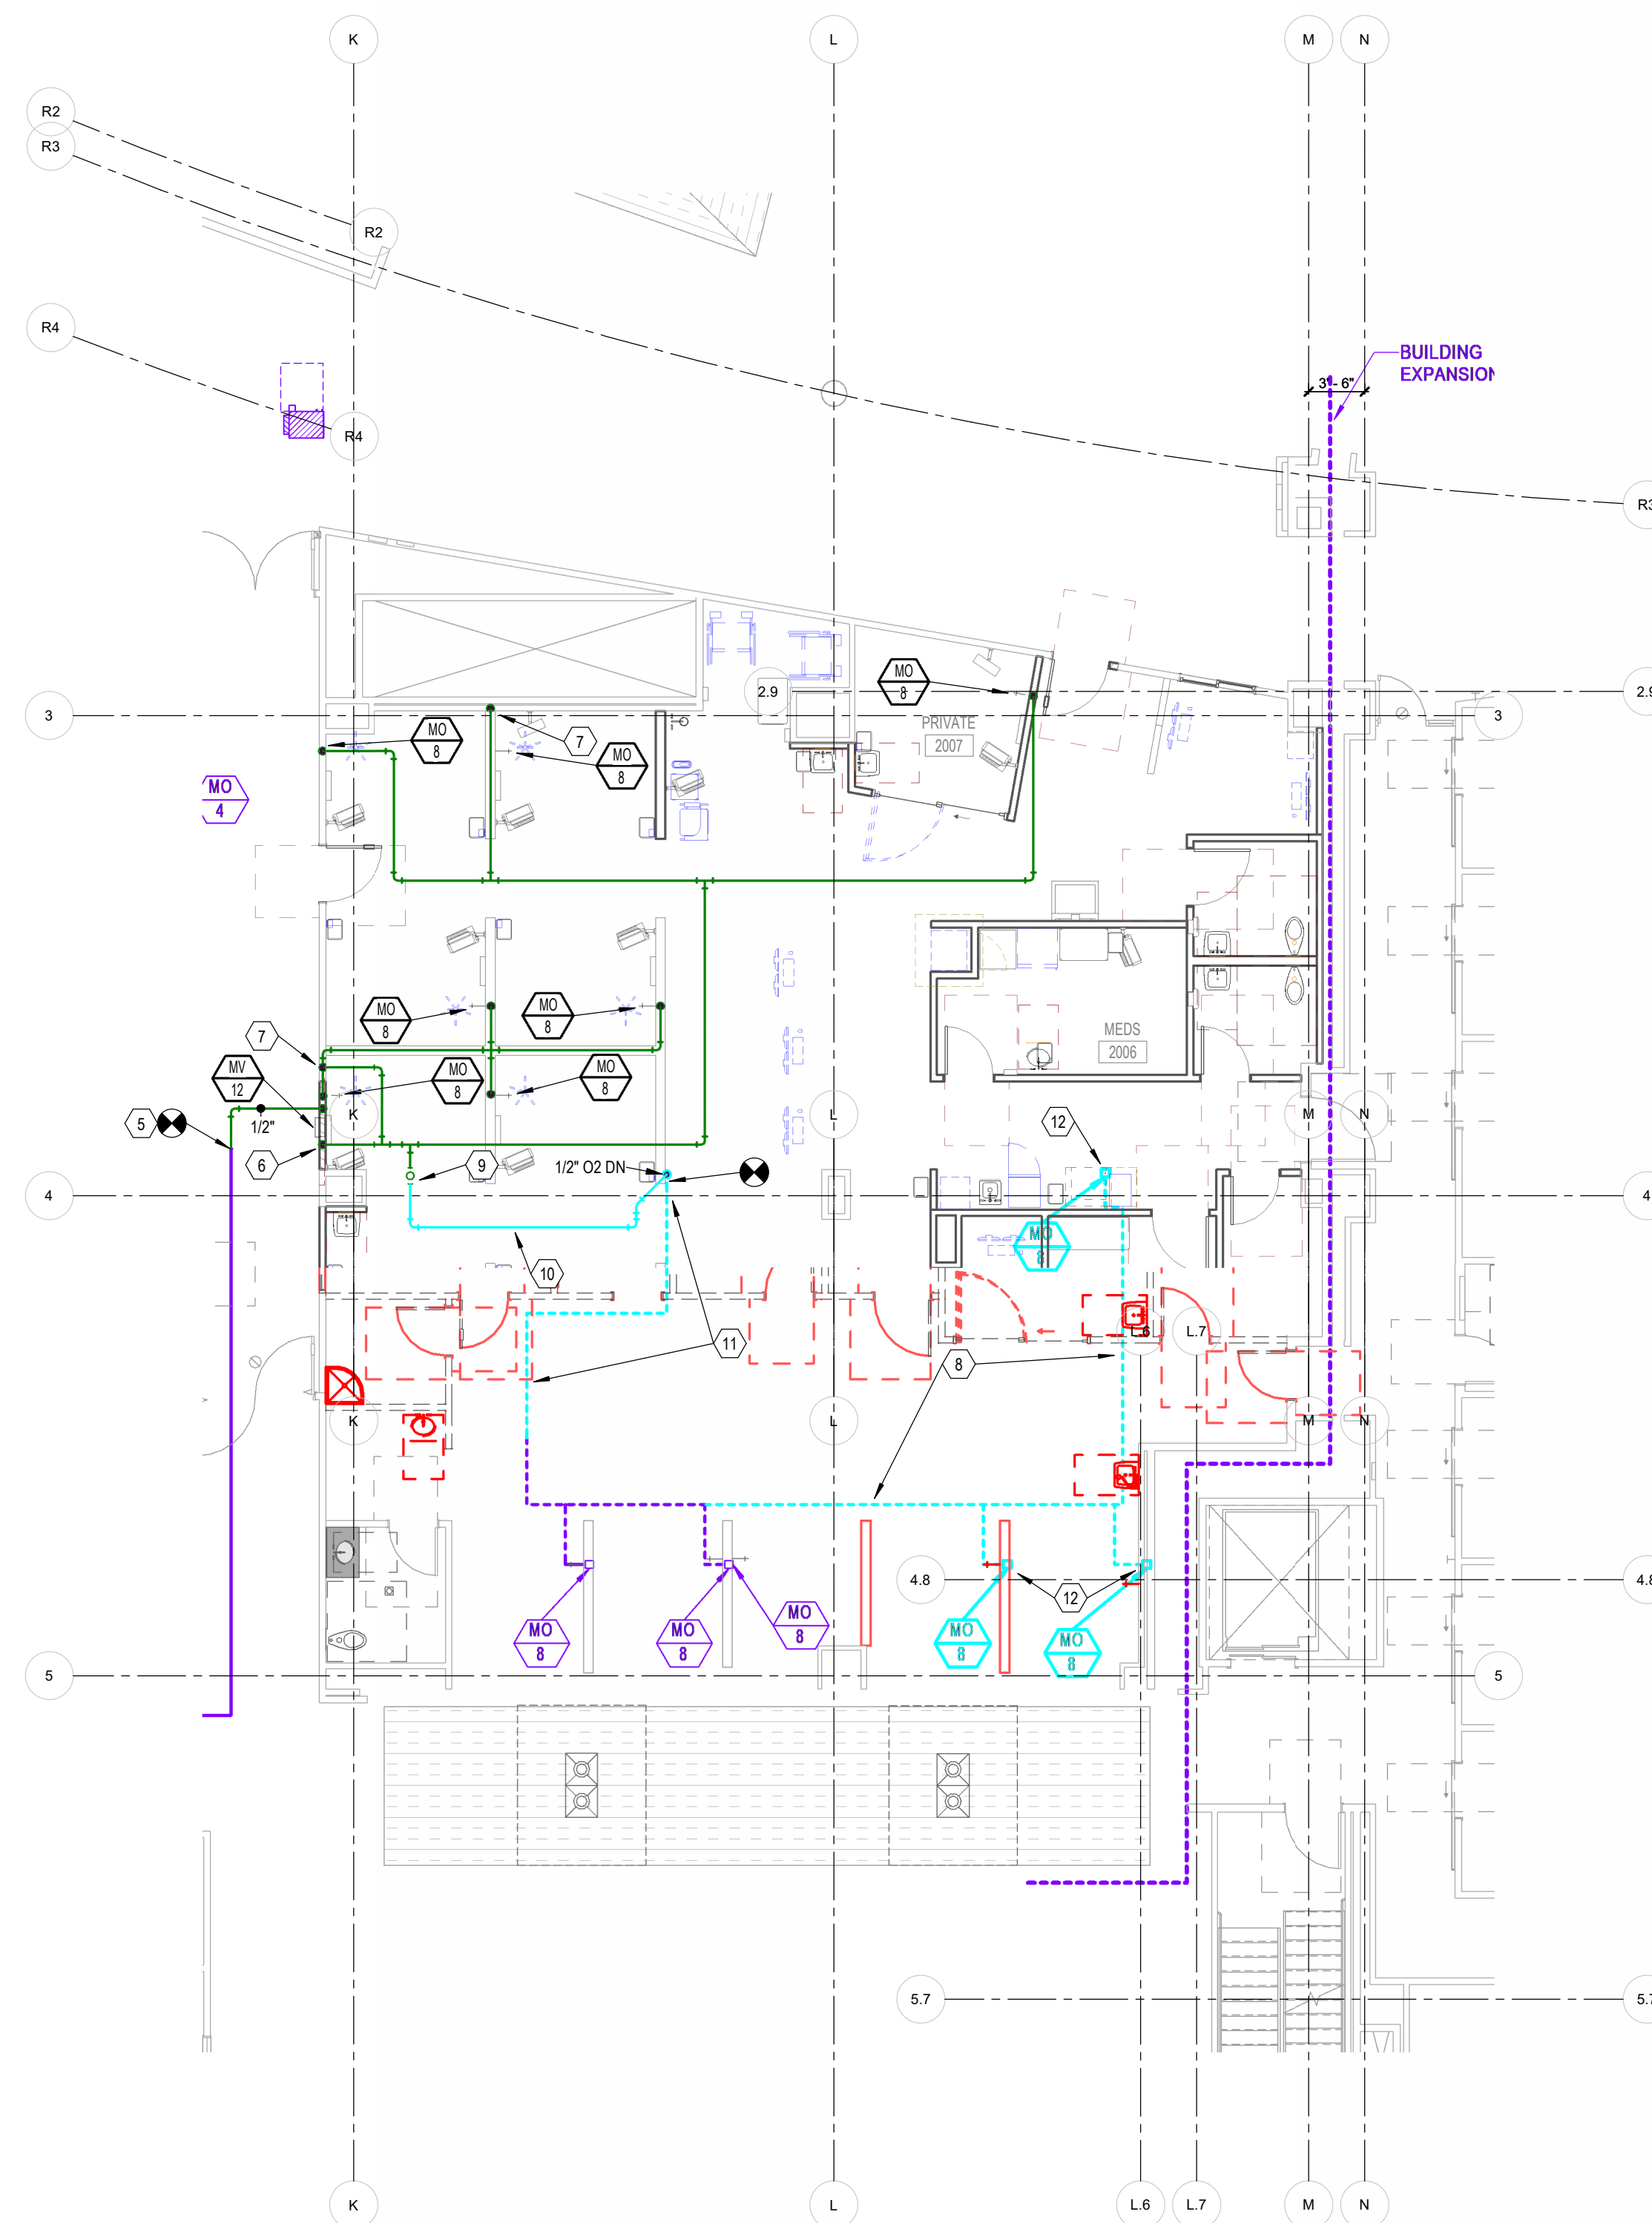 K
L
M
N
R2
R3
R2
R4
BUILDING
3' - 6"
R4
R3
MO
8
2.9
2.9
3
PRIVATE
2007
3
MO
8
7
MO
8
MO
4
MO
8
MO
8
MEDS
2006
7
MV
12
MO
8
MO
8
5
1/2"
K
L
M
N
12
6
9
1/2" O2 DN
4
4
MO
8
10
11
L.6
L.7
8
K
L
M
N
4.8
4.8
12
MO
8
MO
8
MO
8
MO
8
MO
8
5
5
5.7
5.7
K
L
L.6
L.7
M
N